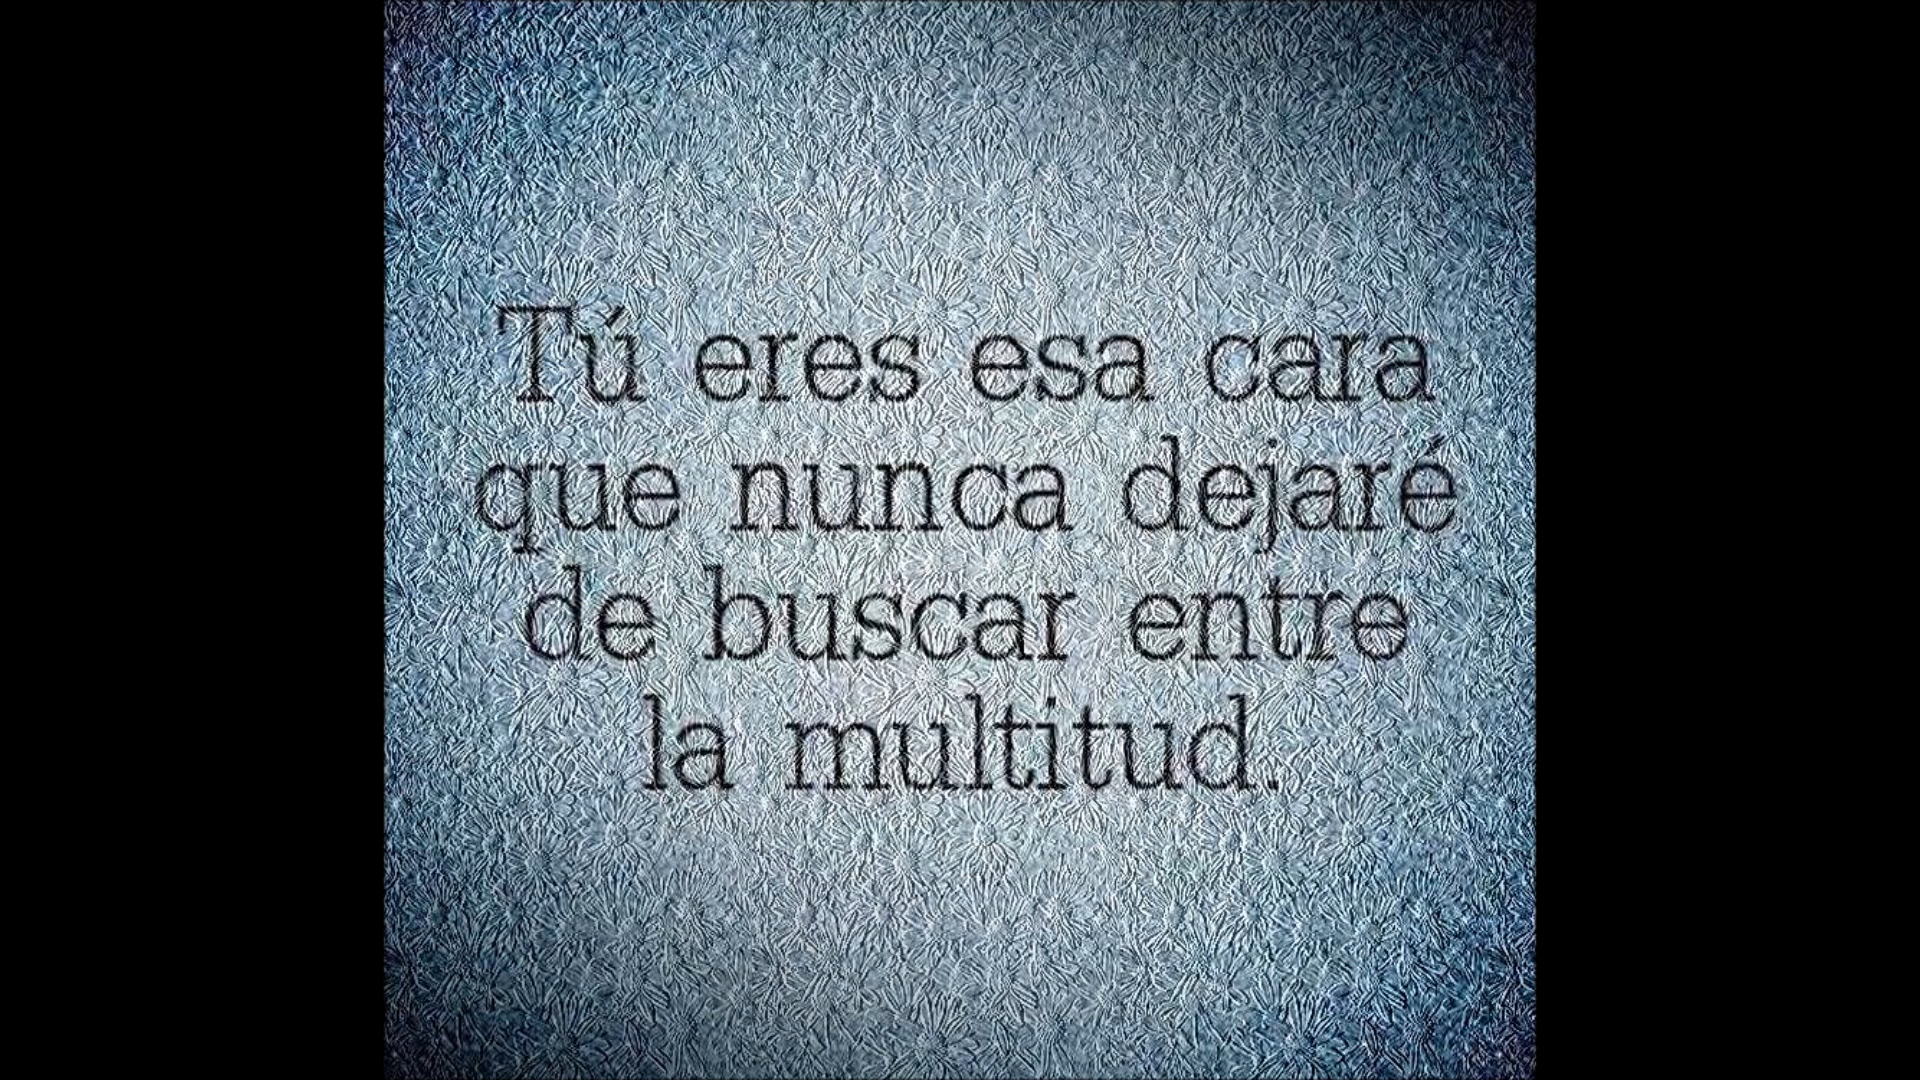 Tú eres esa cara
que nunca dejaré
de buscar entre
la multitud.